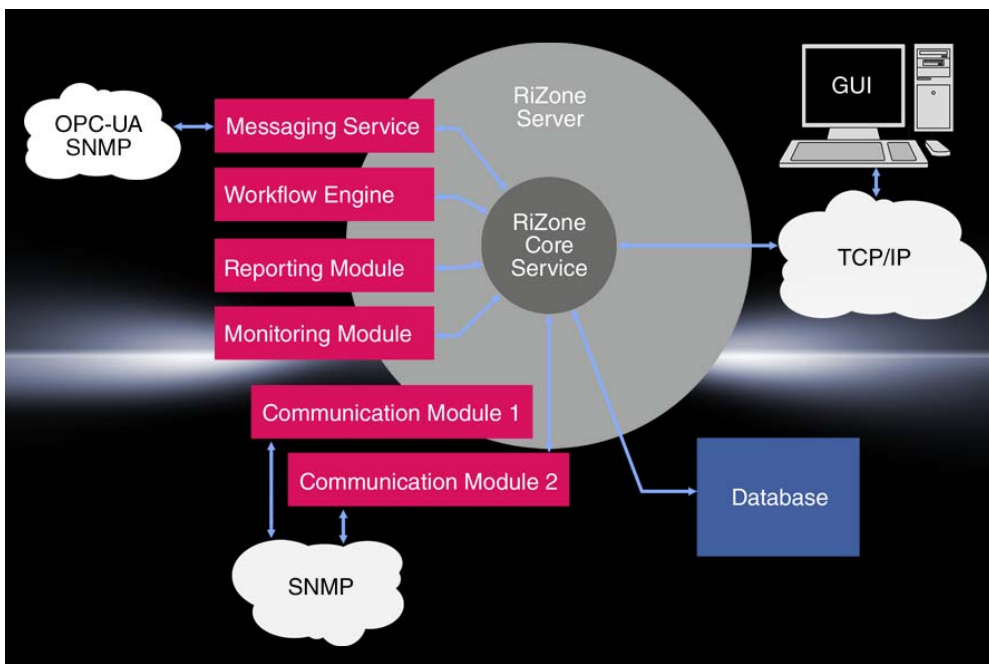 OPC-UA
SNMP
Messaging Service
Workflow Engine
Reporting Module
Monitoring Module
Communication Module 1
Communication Module 2
SNMP
RiZone
Server
RiZone
Core
Service
GUI
TCP/IP
Database